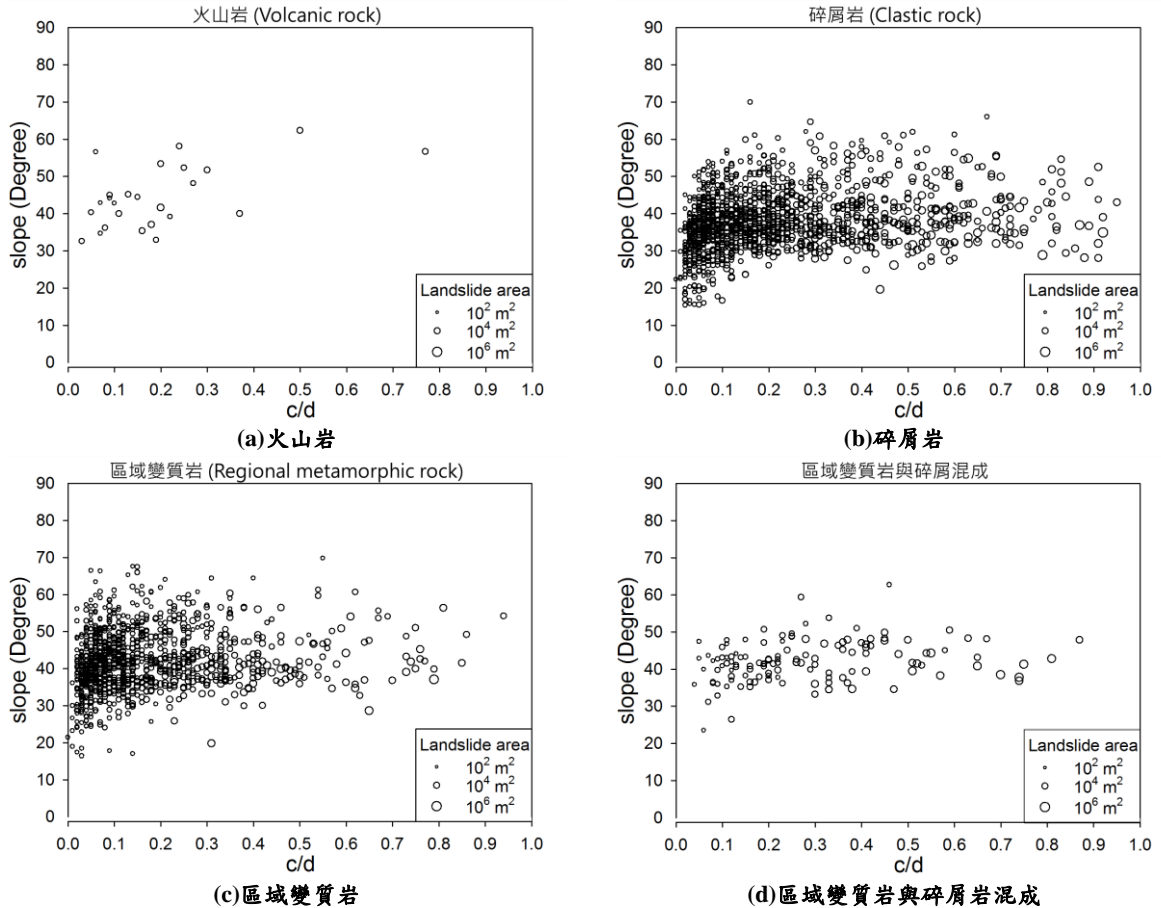 火山岩 (Volcanic rock)
90
80
70
60
50
40
30
20
10
0
slope (Degree)
0.0 0.1 0.2 0.3 0.4 0.5 0.6 0.7 0.8 0.9 1.0
c/d
Landslide area
10² m²
10⁴ m²
10⁶ m²
(a)火山岩
碎屑岩 (Clastic rock)
90
80
70
60
50
40
30
20
10
0
slope (Degree)
0.0 0.1 0.2 0.3 0.4 0.5 0.6 0.7 0.8 0.9 1.0
c/d
Landslide area
10² m²
10⁴ m²
10⁶ m²
(b)碎屑岩
區域變質岩 (Regional metamorphic rock)
90
80
70
60
50
40
30
20
10
0
slope (Degree)
0.0 0.1 0.2 0.3 0.4 0.5 0.6 0.7 0.8 0.9 1.0
c/d
Landslide area
10² m²
10⁴ m²
10⁶ m²
(c)區域變質岩
區域變質岩與碎屑混成
90
80
70
60
50
40
30
20
10
0
slope (Degree)
0.0 0.1 0.2 0.3 0.4 0.5 0.6 0.7 0.8 0.9 1.0
c/d
Landslide area
10² m²
10⁴ m²
10⁶ m²
(d)區域變質岩與碎屑岩混成